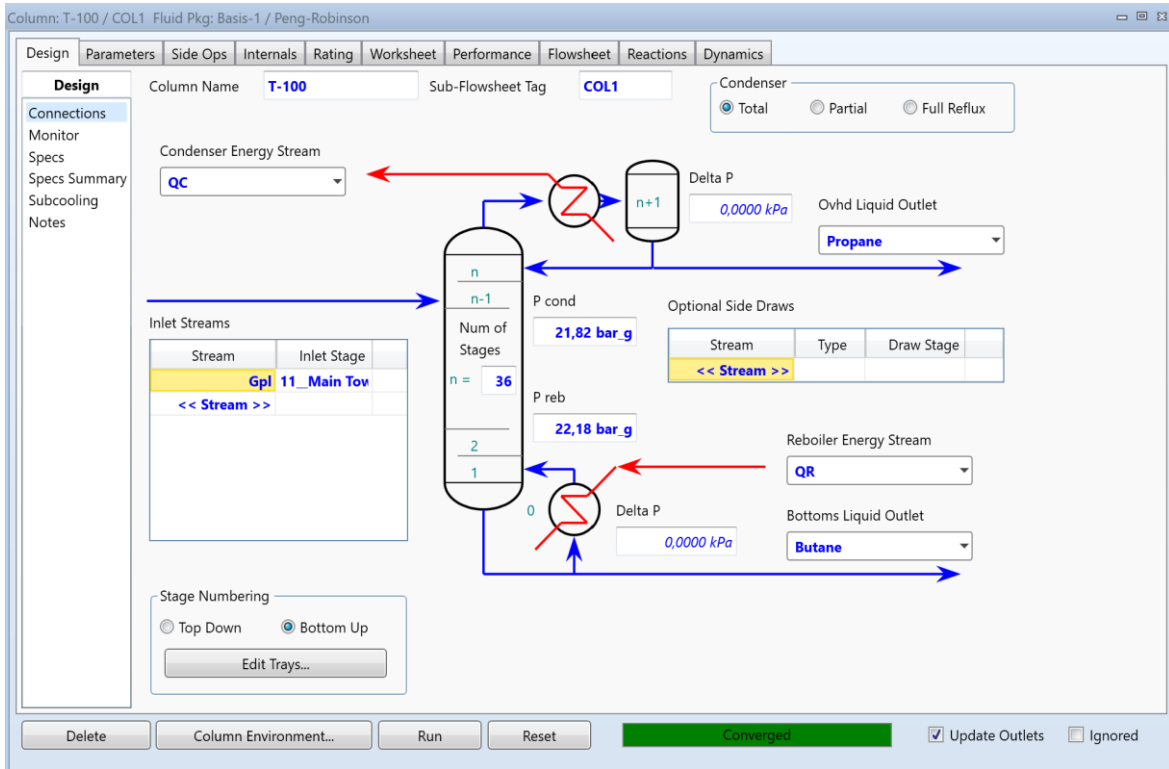 Column: T-100 / COL1 Fluid Pkg: Basis-1 / Peng-Robinson
Design Parameters Side Ops Internals Rating Worksheet Performance Flowsheet Reactions Dynamics
Design
Connections
Monitor
Specs
Specs Summary
Subcooling
Notes
Column Name T-100 Sub-Flowsheet Tag COL1
Condenser
Total Partial Full Reflux
Condenser Energy Stream
QC
n+1
Delta P
0,0000 kPa
Ovhd Liquid Outlet
Propane
n
n-1
Num of
Stages
n = 36
2
1
0
P cond
21,82 bar_g
P reb
22,18 bar_g
Inlet Streams
Stream Inlet Stage
Gpl 11__Main Tow
<< Stream >>
Optional Side Draws
Stream Type Draw Stage
<< Stream >>
Reboiler Energy Stream
QR
Delta P
0,0000 kPa
Bottoms Liquid Outlet
Butane
Stage Numbering
Top Down Bottom Up
Edit Trays...
Delete Column Environment... Run Reset Converged Update Outlets Ignored